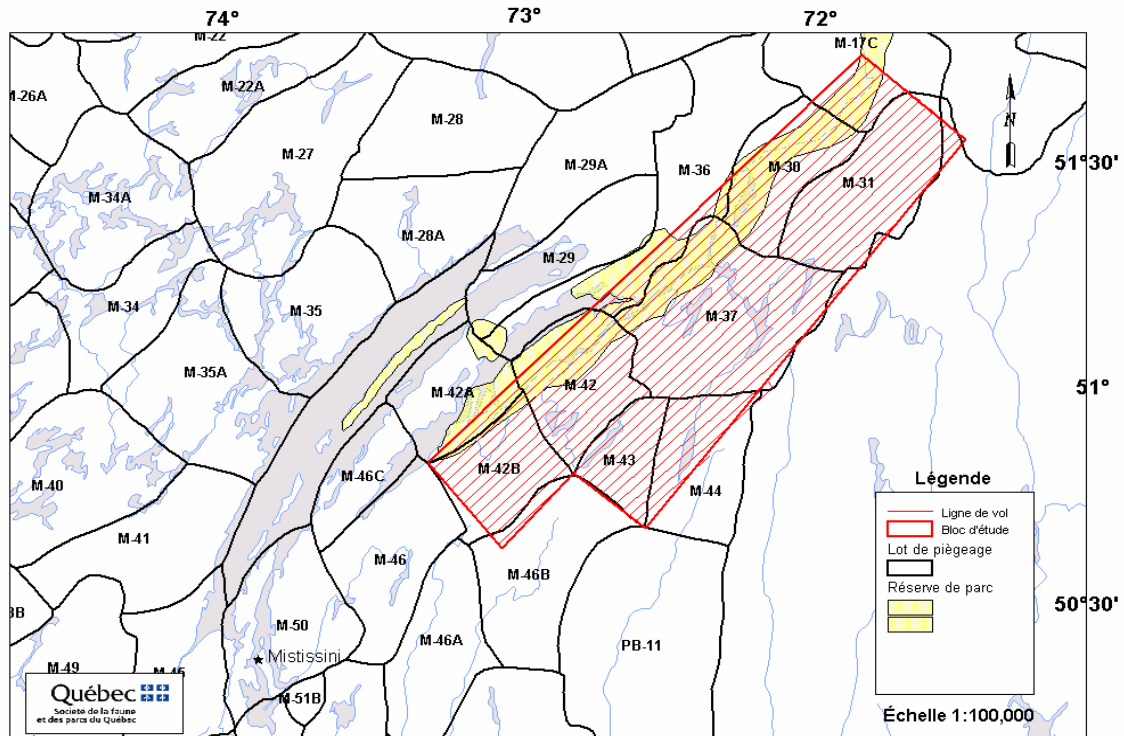 74°
73°
72°
M-22
M-17C
M-22A
M-26A
M-28
M-27
M-29A
M-36
M-30
51°30'
N
M-31
M-34A
M-28A
M-29
M-34
M-35
M-37
M-35A
M-42A
M-42
51°
M-42B
M-43
M-46C
M-44
M-40
Légende
Ligne de vol
Bloc d'étude
Lot de piègeage
Réserve de parc
M-41
M-46
M-46B
50°30'
M-50
M-46A
PB-11
Mistissini
M-49
M-51B
Québec
Société de la faune
et des parcs du Québec
Échelle 1:100,000